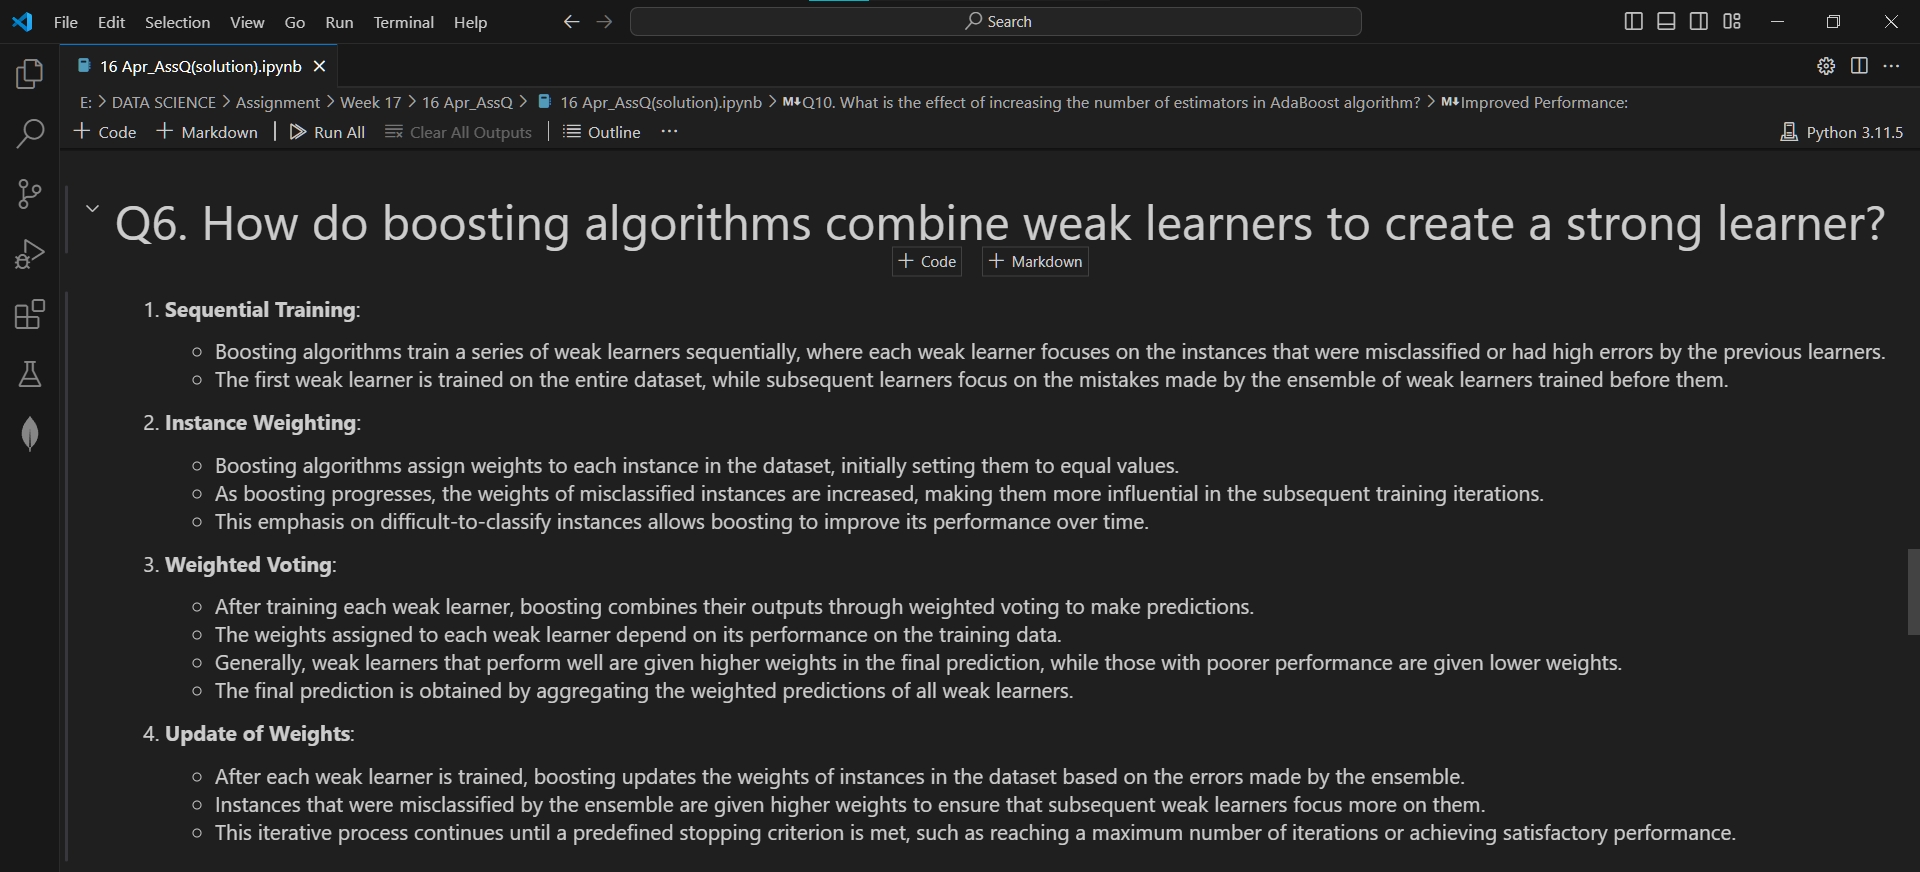 File Edit Selection View Go Run Terminal Help
Search
16 Apr_AssQ(solution).ipynb
E: > DATA SCIENCE > Assignment > Week 17 > 16 Apr_AssQ > 16 Apr_AssQ(solution).ipynb > M↓Q10. What is the effect of increasing the number of estimators in AdaBoost algorithm? > M↓Improved Performance:
+ Code + Markdown | Run All Clear All Outputs | Outline ...
Python 3.11.5
Q6. How do boosting algorithms combine weak learners to create a strong learner?
+ Code + Markdown
1. Sequential Training:
○ Boosting algorithms train a series of weak learners sequentially, where each weak learner focuses on the instances that were misclassified or had high errors by the previous learners.
○ The first weak learner is trained on the entire dataset, while subsequent learners focus on the mistakes made by the ensemble of weak learners trained before them.
2. Instance Weighting:
○ Boosting algorithms assign weights to each instance in the dataset, initially setting them to equal values.
○ As boosting progresses, the weights of misclassified instances are increased, making them more influential in the subsequent training iterations.
○ This emphasis on difficult-to-classify instances allows boosting to improve its performance over time.
3. Weighted Voting:
○ After training each weak learner, boosting combines their outputs through weighted voting to make predictions.
○ The weights assigned to each weak learner depend on its performance on the training data.
○ Generally, weak learners that perform well are given higher weights in the final prediction, while those with poorer performance are given lower weights.
○ The final prediction is obtained by aggregating the weighted predictions of all weak learners.
4. Update of Weights:
○ After each weak learner is trained, boosting updates the weights of instances in the dataset based on the errors made by the ensemble.
○ Instances that were misclassified by the ensemble are given higher weights to ensure that subsequent weak learners focus more on them.
○ This iterative process continues until a predefined stopping criterion is met, such as reaching a maximum number of iterations or achieving satisfactory performance.